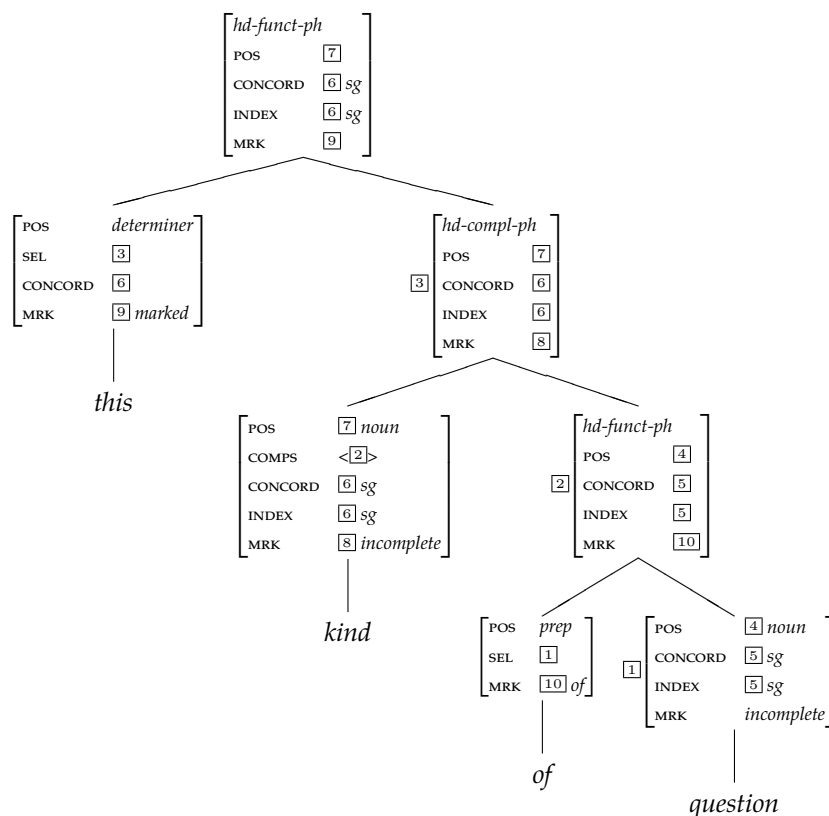 hd-funct-ph
POS 7
CONCORD 6 sg
INDEX 6 sg
MRK 9
POS determiner
SEL 3
CONCORD 6
MRK 9 marked
this
3
hd-compl-ph
POS 7
CONCORD 6
INDEX 6
MRK 8
POS 7 noun
COMPS <2>
CONCORD 6 sg
INDEX 6 sg
MRK 8 incomplete
kind
2
hd-funct-ph
POS 4
CONCORD 5
INDEX 5
MRK 10
POS prep
SEL 1
MRK 10 of
of
1
POS 4 noun
CONCORD 5 sg
INDEX 5 sg
MRK incomplete
question